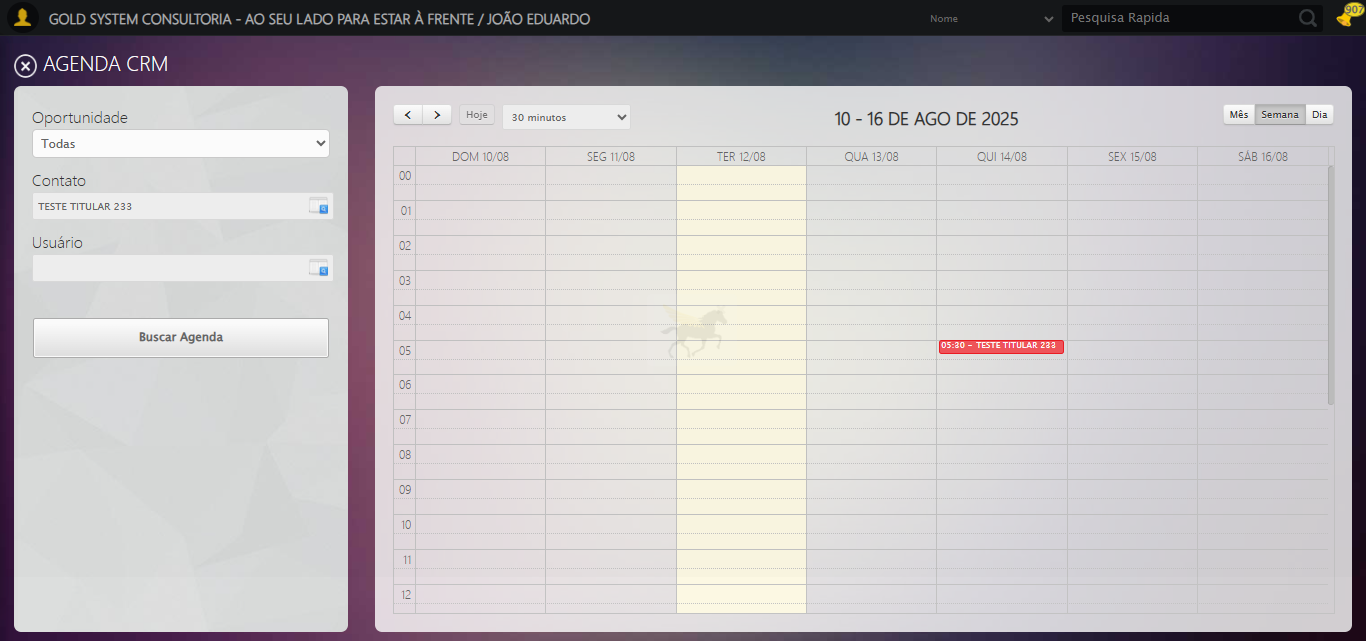 GOLD SYSTEM CONSULTORIA - AO SEU LADO PARA ESTAR À FRENTE / JOÃO EDUARDO
Nome
Pesquisa Rapida
907
AGENDA CRM
Oportunidade
Todas
Contato
TESTE TITULAR 233
Usuário
Buscar Agenda
Hoje
30 minutos
10 - 16 DE AGO DE 2025
Mês Semana Dia
DOM 10/08 SEG 11/08 TER 12/08 QUA 13/08 QUI 14/08 SEX 15/08 SÁB 16/08
00
01
02
03
04
05
05:30 - TESTE TITULAR 233
06
07
08
09
10
11
12